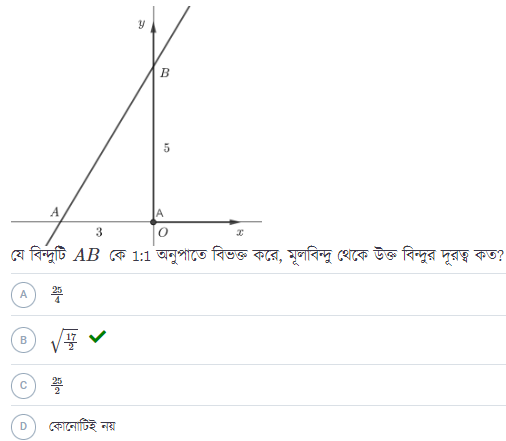 y
B
5
A
A
3
O
x
যে বিন্দুটি AB কে 1:1 অনুপাতে বিভক্ত করে, মূলবিন্দু থেকে উক্ত বিন্দুর দূরত্ব কত?
A 25/4
B √(17/2)
C 25/2
D কোনোটিই নয়